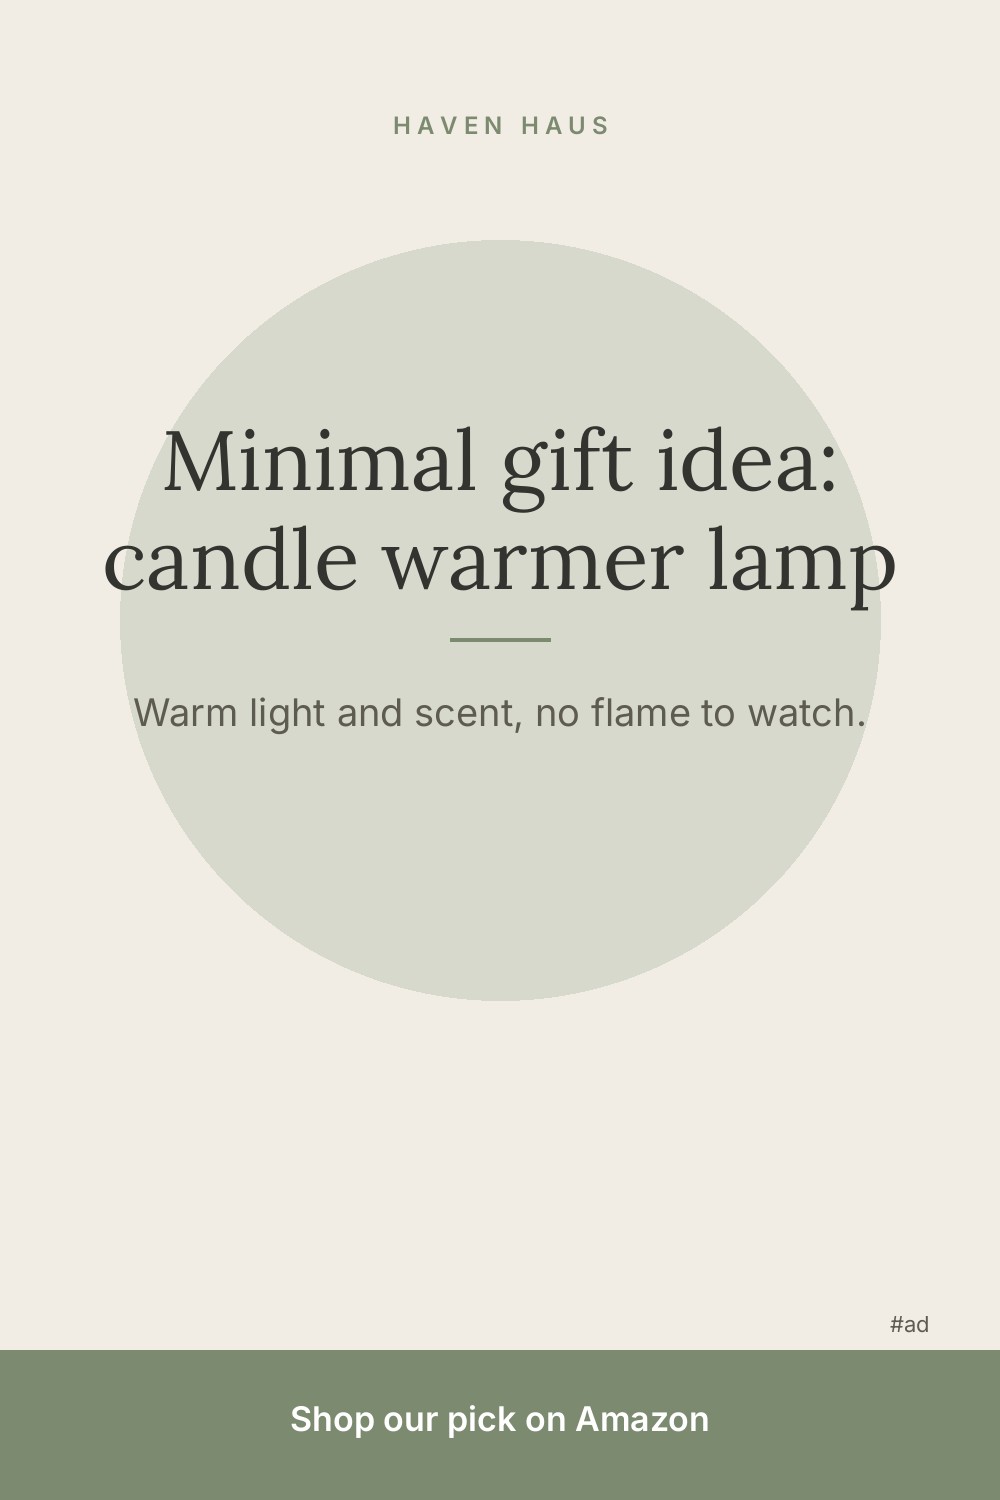 HAVEN HAUS
Minimal gift idea:
candle warmer lamp
Warm light and scent, no flame to watch.
#ad
Shop our pick on Amazon